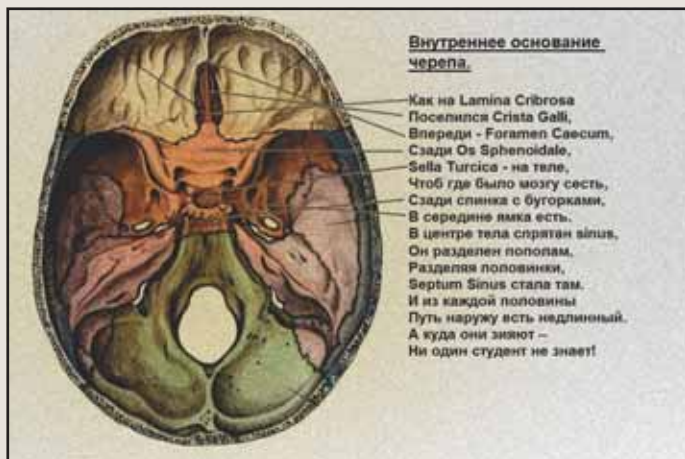 Внутреннее основание
черепа.
Как на Lamina Cribrosa
Поселился Crista Galli,
Впереди - Foramen Caecum,
Сзади Os Sphenoidale,
Sella Turcica - на теле,
Чтоб где было мозгу сесть,
Сзади спинка с бугорками,
В середине ямка есть.
В центре тела спрятан sinus,
Он разделен пополам,
Разделяя половинки,
Septum Sinus стала там.
И из каждой половины
Путь наружу есть недлинный.
А куда они зияют –
Ни один студент не знает!